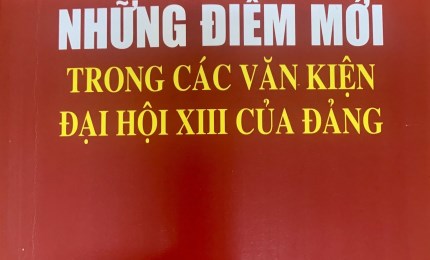 NHỮNG ĐIỂM MỚI
TRONG CÁC VĂN KIỆN
ĐẠI HỘI XIII CỦA ĐẢNG